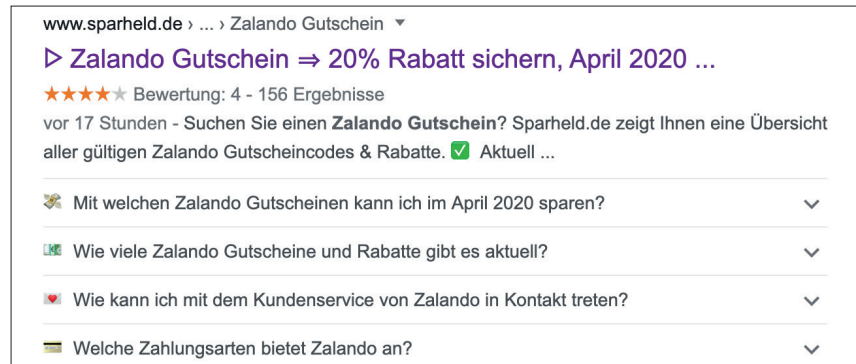 www.sparheld.de › ... › Zalando Gutschein
▷ Zalando Gutschein ⇒ 20% Rabatt sichern, April 2020 ...
★★★★★ Bewertung: 4 - 156 Ergebnisse
vor 17 Stunden - Suchen Sie einen Zalando Gutschein? Sparheld.de zeigt Ihnen eine Übersicht
aller gültigen Zalando Gutscheincodes & Rabatte. ✅ Aktuell ...
💸 Mit welchen Zalando Gutscheinen kann ich im April 2020 sparen?
💵 Wie viele Zalando Gutscheine und Rabatte gibt es aktuell?
💌 Wie kann ich mit dem Kundenservice von Zalando in Kontakt treten?
💳 Welche Zahlungsarten bietet Zalando an?